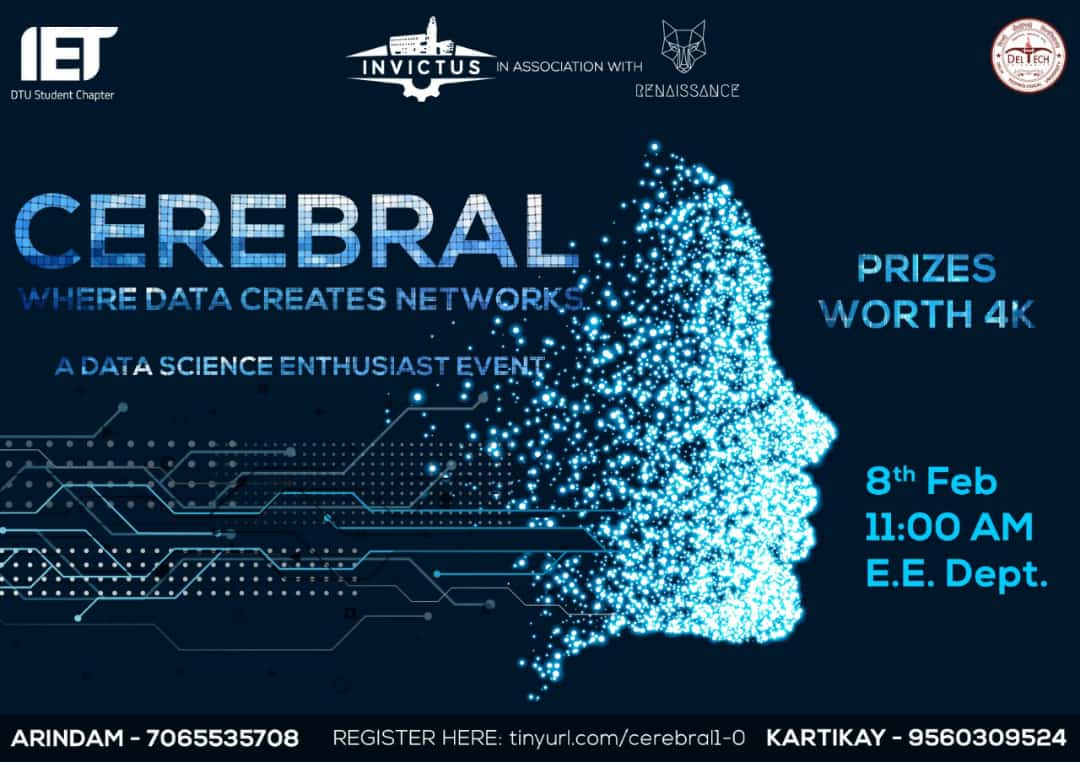 IET
DTU Student Chapter
INVICTUS
IN ASSOCIATION WITH
RENAISSANCE
DELTECH
CEREBRAL
WHERE DATA CREATES NETWORKS
A DATA SCIENCE ENTHUSIAST EVENT
PRIZES
WORTH 4K
8th Feb
11:00 AM
E.E. Dept.
ARINDAM - 7065535708
REGISTER HERE: tinyurl.com/cerebral1-0
KARTIKAY - 9560309524